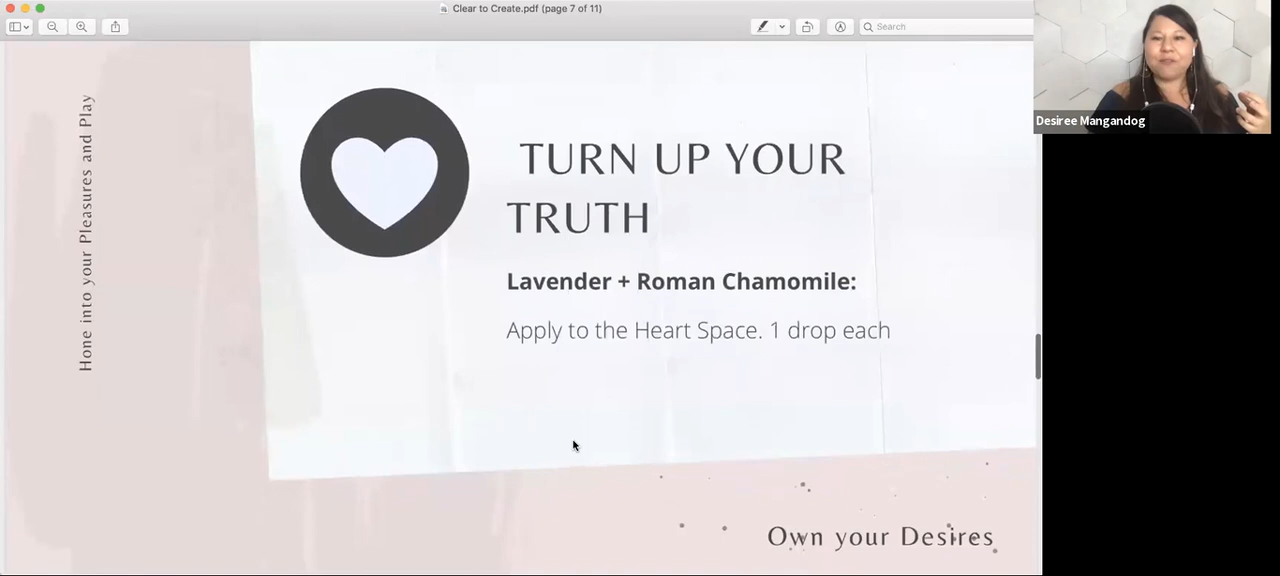 Clear to Create.pdf (page 7 of 11)
Search
Desiree Mangandog
Hone into your Pleasures and Play
TURN UP YOUR
TRUTH
Lavender + Roman Chamomile:
Apply to the Heart Space. 1 drop each
Own your Desires